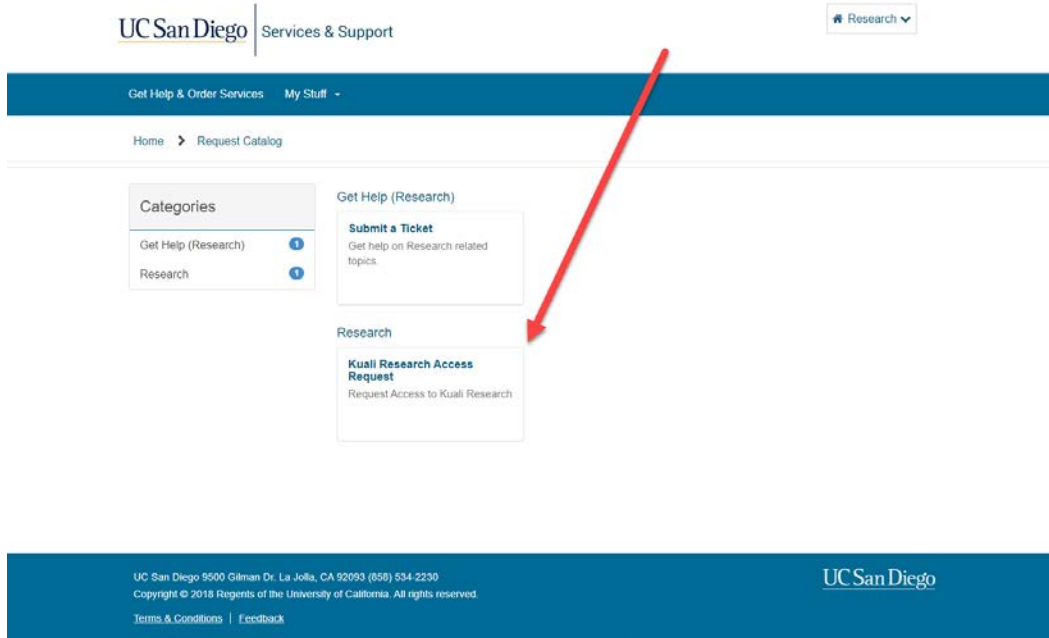 UC San Diego
Services & Support
Research
Get Help & Order Services My Stuff
Home Request Catalog
Categories
Get Help (Research) 1
Research 1
Get Help (Research)
Submit a Ticket
Get help on Research related
topics.
Research
Kuali Research Access
Request
Request Access to Kuali Research
UC San Diego 9500 Gilman Dr. La Jolla, CA 92093 (858) 534-2230
Copyright © 2018 Regents of the University of California. All rights reserved.
Terms & Conditions | Feedback
UC San Diego